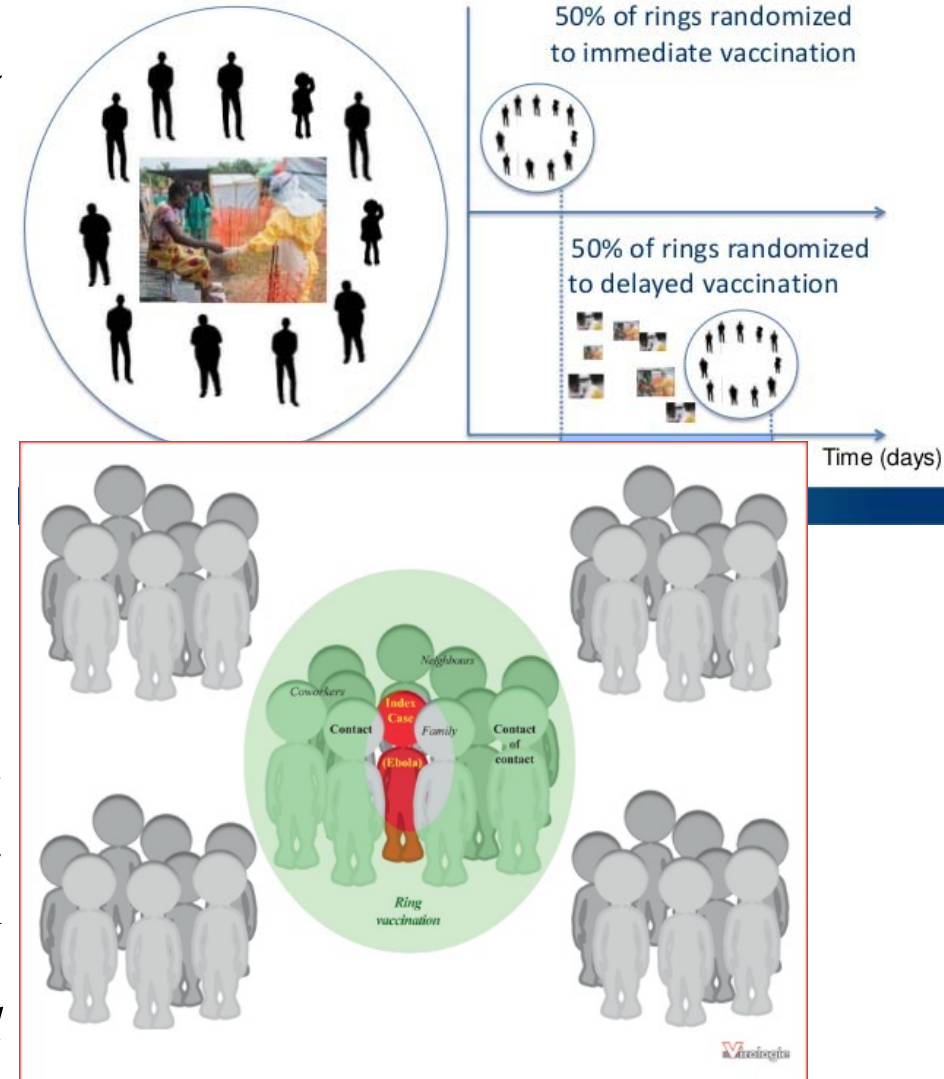 50% of rings randomized
to immediate vaccination
50% of rings randomized
to delayed vaccination
Time (days)
Neighbours
Coworkers
Index
Case
Contact
Family
Contact
of
contact
(Ebola)
Ring
vaccination
Virologie